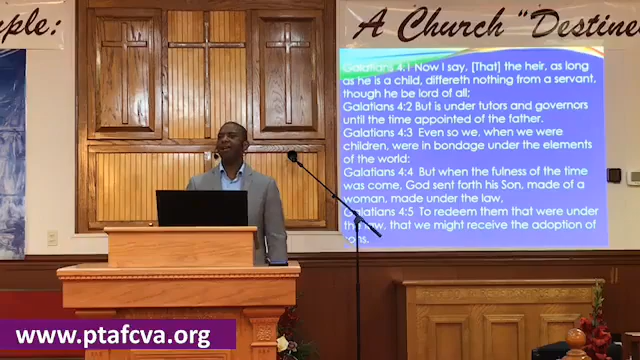 ple:
A Church "Destine
Galatians 4:1 Now I say, [That] the heir, as long
as he is a child, differeth nothing from a servant,
though he be lord of all;
Galatians 4:2 But is under tutors and governors
until the time appointed of the father.
Galatians 4:3 Even so we, when we were
children, were in bondage under the elements
of the world:
Galatians 4:4 But when the fulness of the time
was come, God sent forth his Son, made of a
woman, made under the law,
Galatians 4:5 To redeem them that were under
the law, that we might receive the adoption of
sons.
www.ptafcva.org